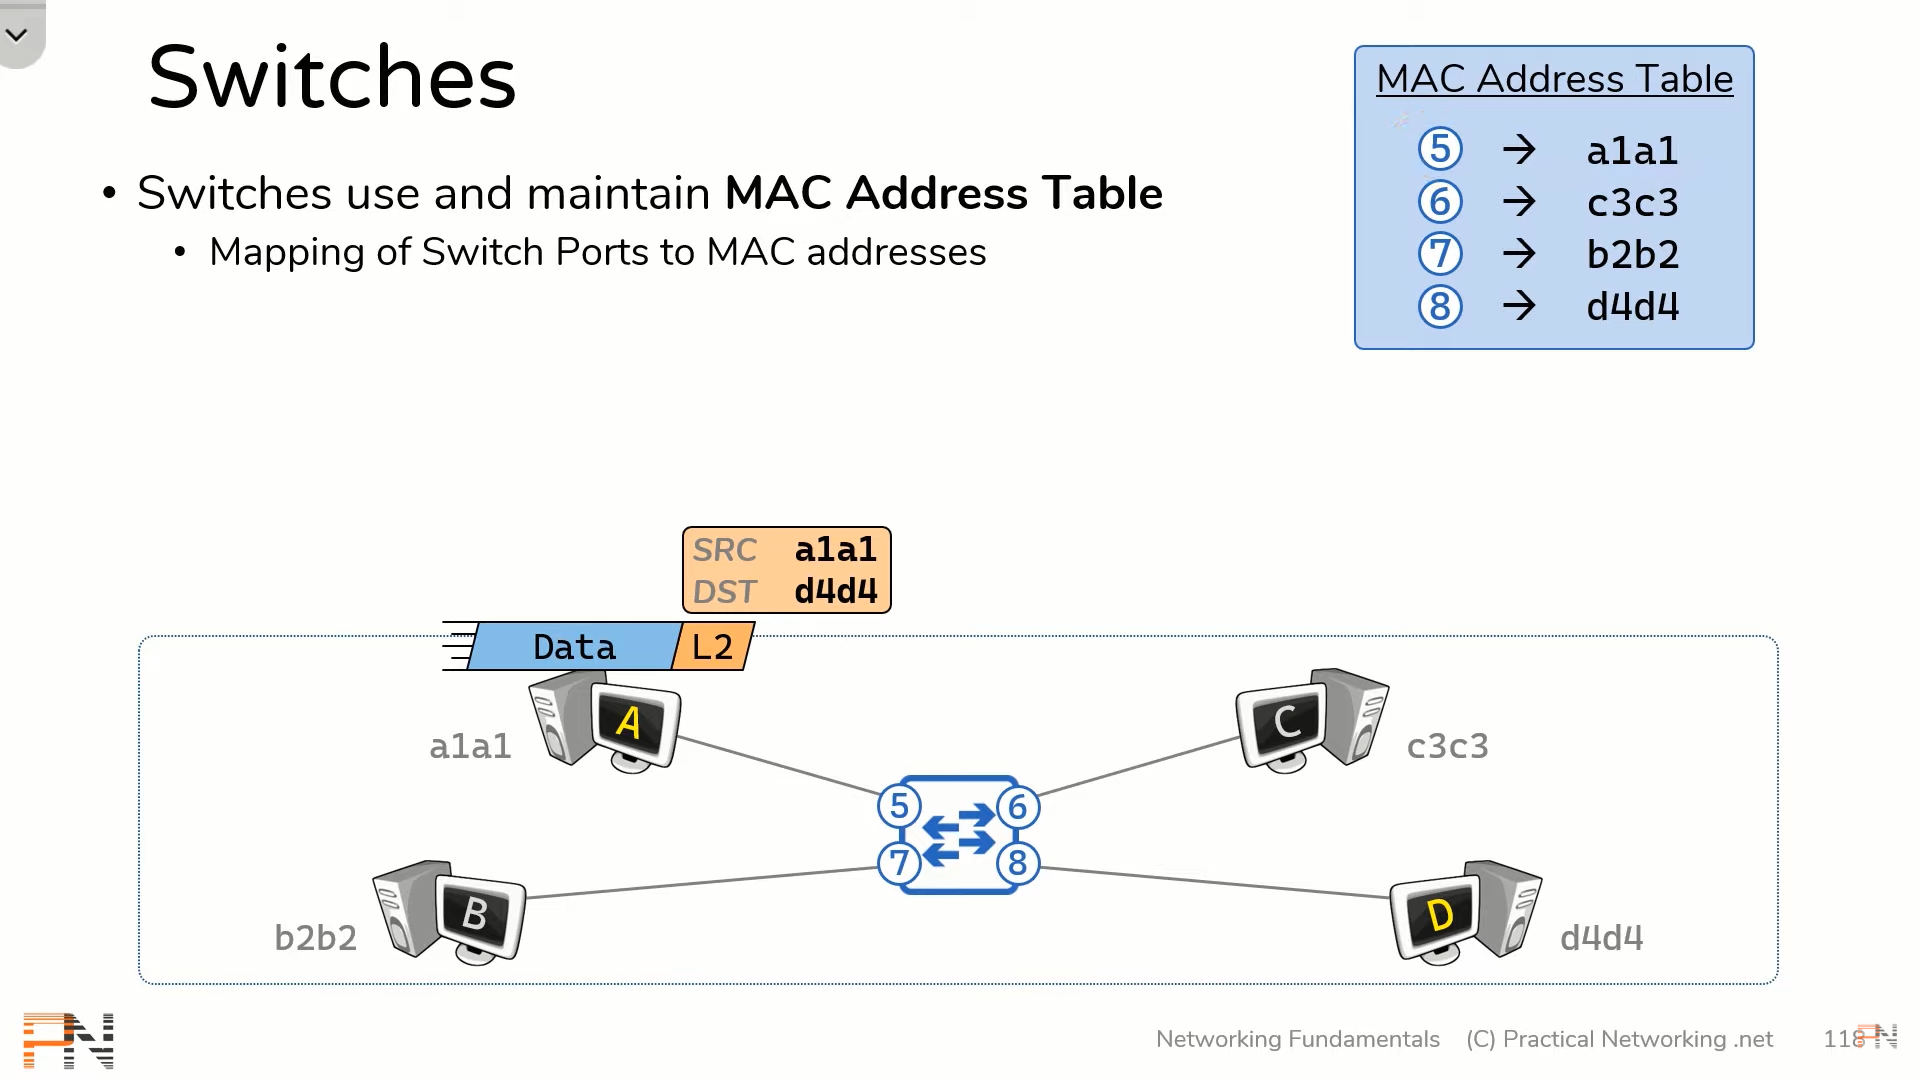 Switches
• Switches use and maintain MAC Address Table
• Mapping of Switch Ports to MAC addresses
MAC Address Table
5 → a1a1
6 → c3c3
7 → b2b2
8 → d4d4
SRC a1a1
DST d4d4
Data L2
A
C
a1a1
c3c3
5 6
7 8
B
D
b2b2
d4d4
PN
Networking Fundamentals (C) Practical Networking .net 118
PN